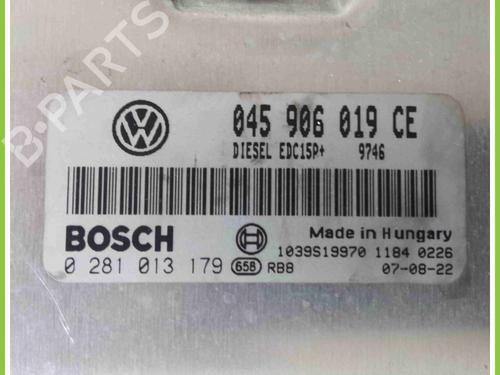 B-PARTS
045 906 019 CE
DIESEL EDC15P+ 9746
BOSCH
Made in Hungary
1039S19970 1184 0226
0 281 013 179 658 RB8 07-08-22